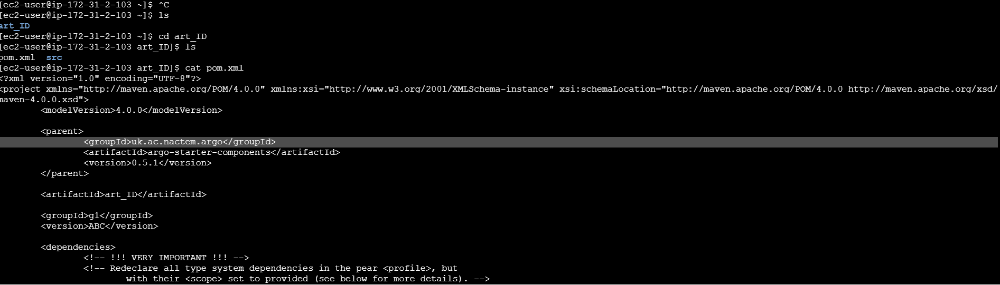 [ec2-user@ip-172-31-2-103 ~]$ ^C
[ec2-user@ip-172-31-2-103 ~]$ ls
art_ID
[ec2-user@ip-172-31-2-103 ~]$ cd art_ID
[ec2-user@ip-172-31-2-103 art_ID]$ ls
pom.xml  src
[ec2-user@ip-172-31-2-103 art_ID]$ cat pom.xml
<?xml version="1.0" encoding="UTF-8"?>
<project xmlns="http://maven.apache.org/POM/4.0.0" xmlns:xsi="http://www.w3.org/2001/XMLSchema-instance" xsi:schemaLocation="http://maven.apache.org/POM/4.0.0 http://maven.apache.org/xsd/
maven-4.0.0.xsd">
        <modelVersion>4.0.0</modelVersion>
        <parent>
                <groupId>uk.ac.nactem.argo</groupId>
                <artifactId>argo-starter-components</artifactId>
                <version>0.5.1</version>
        </parent>
        <artifactId>art_ID</artifactId>
        <groupId>g1</groupId>
        <version>ABC</version>
        <dependencies>
                <!-- !!! VERY IMPORTANT !!! -->
                <!-- Redeclare all type system dependencies in the pear <profile>, but
                        with their <scope> set to provided (see below for more details). -->